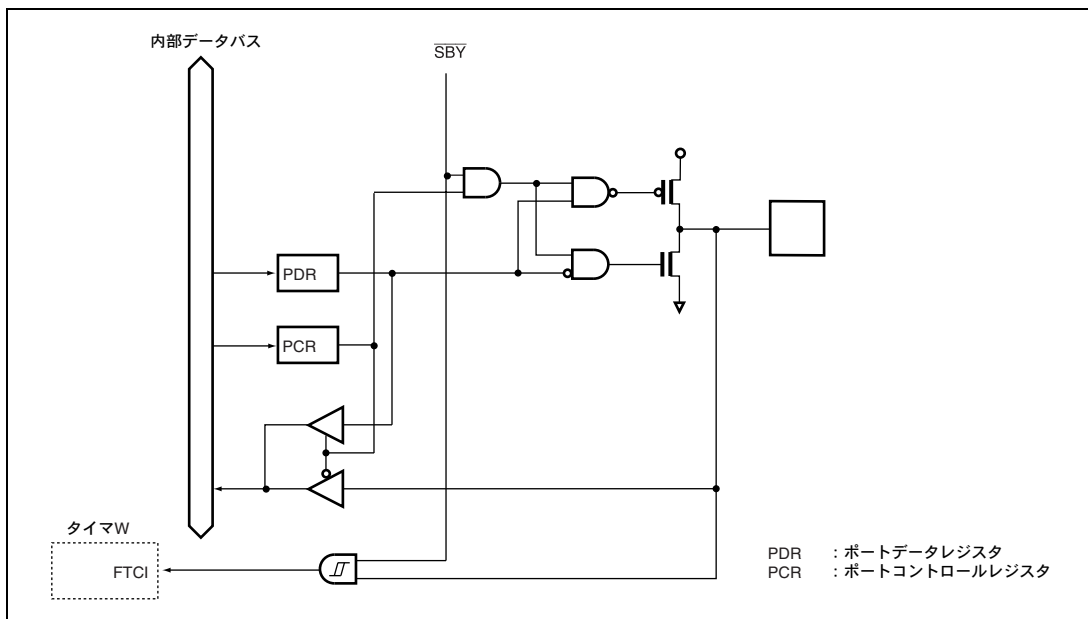 内部データバス
S̅B̅Y̅
PDR
PCR
タイマW
FTCI
PDR :ポートデータレジスタ
PCR :ポートコントロールレジスタ